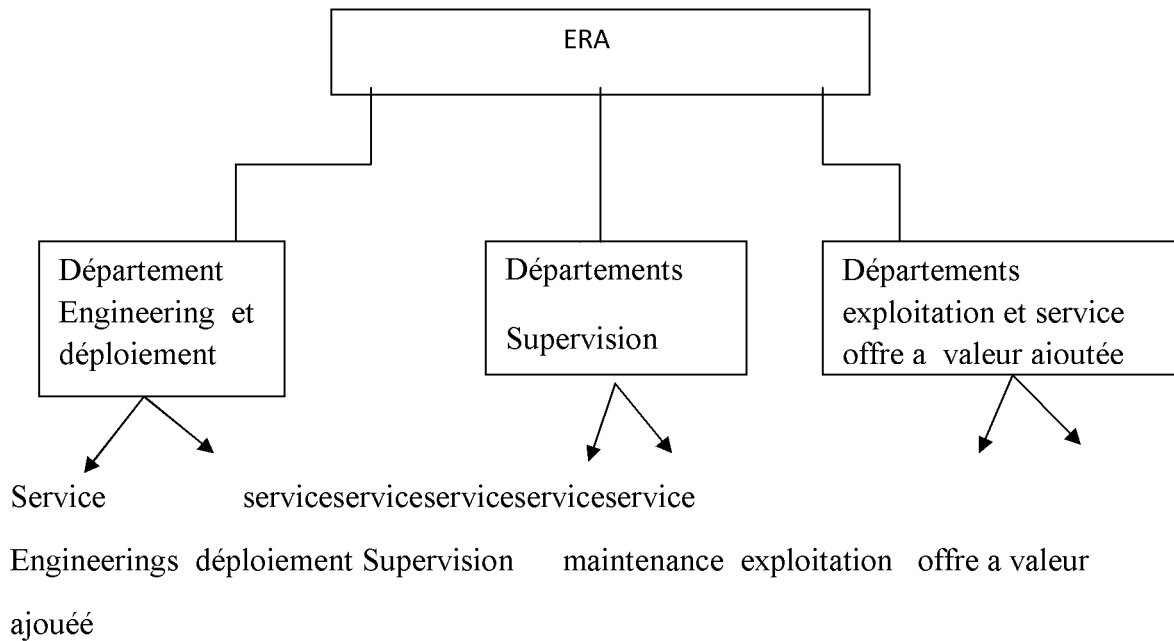 ERA
Département
Engineering et
déploiement
Départements
Supervision
Départements
exploitation et service
offre a valeur aioutée
Service serviceserviceserviceserviceservice
Engineerings déploiement Supervision maintenance exploitation offre a valeur
ajouéé